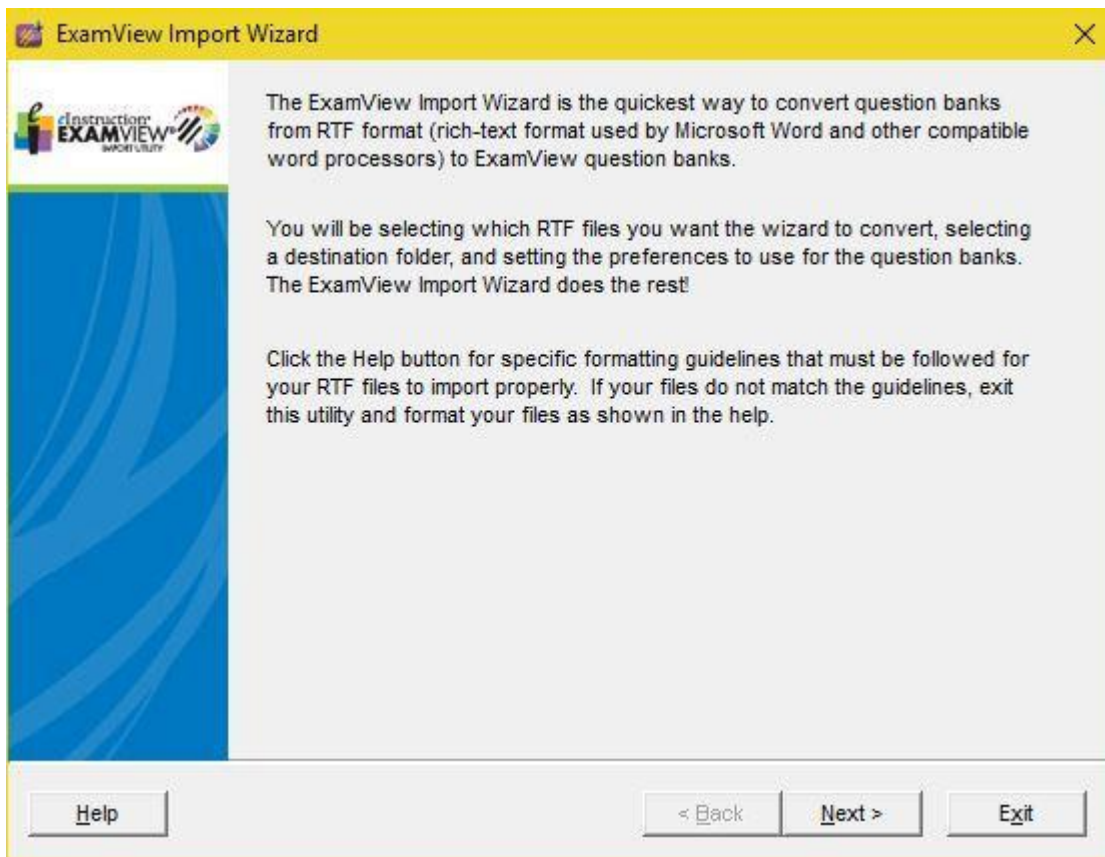 ExamView Import Wizard
eInstruction
EXAMVIEW
IMPORT UTILITY
The ExamView Import Wizard is the quickest way to convert question banks
from RTF format (rich-text format used by Microsoft Word and other compatible
word processors) to ExamView question banks.
You will be selecting which RTF files you want the wizard to convert, selecting
a destination folder, and setting the preferences to use for the question banks.
The ExamView Import Wizard does the rest!
Click the Help button for specific formatting guidelines that must be followed for
your RTF files to import properly.  If your files do not match the guidelines, exit
this utility and format your files as shown in the help.
Help
< Back
Next >
Exit